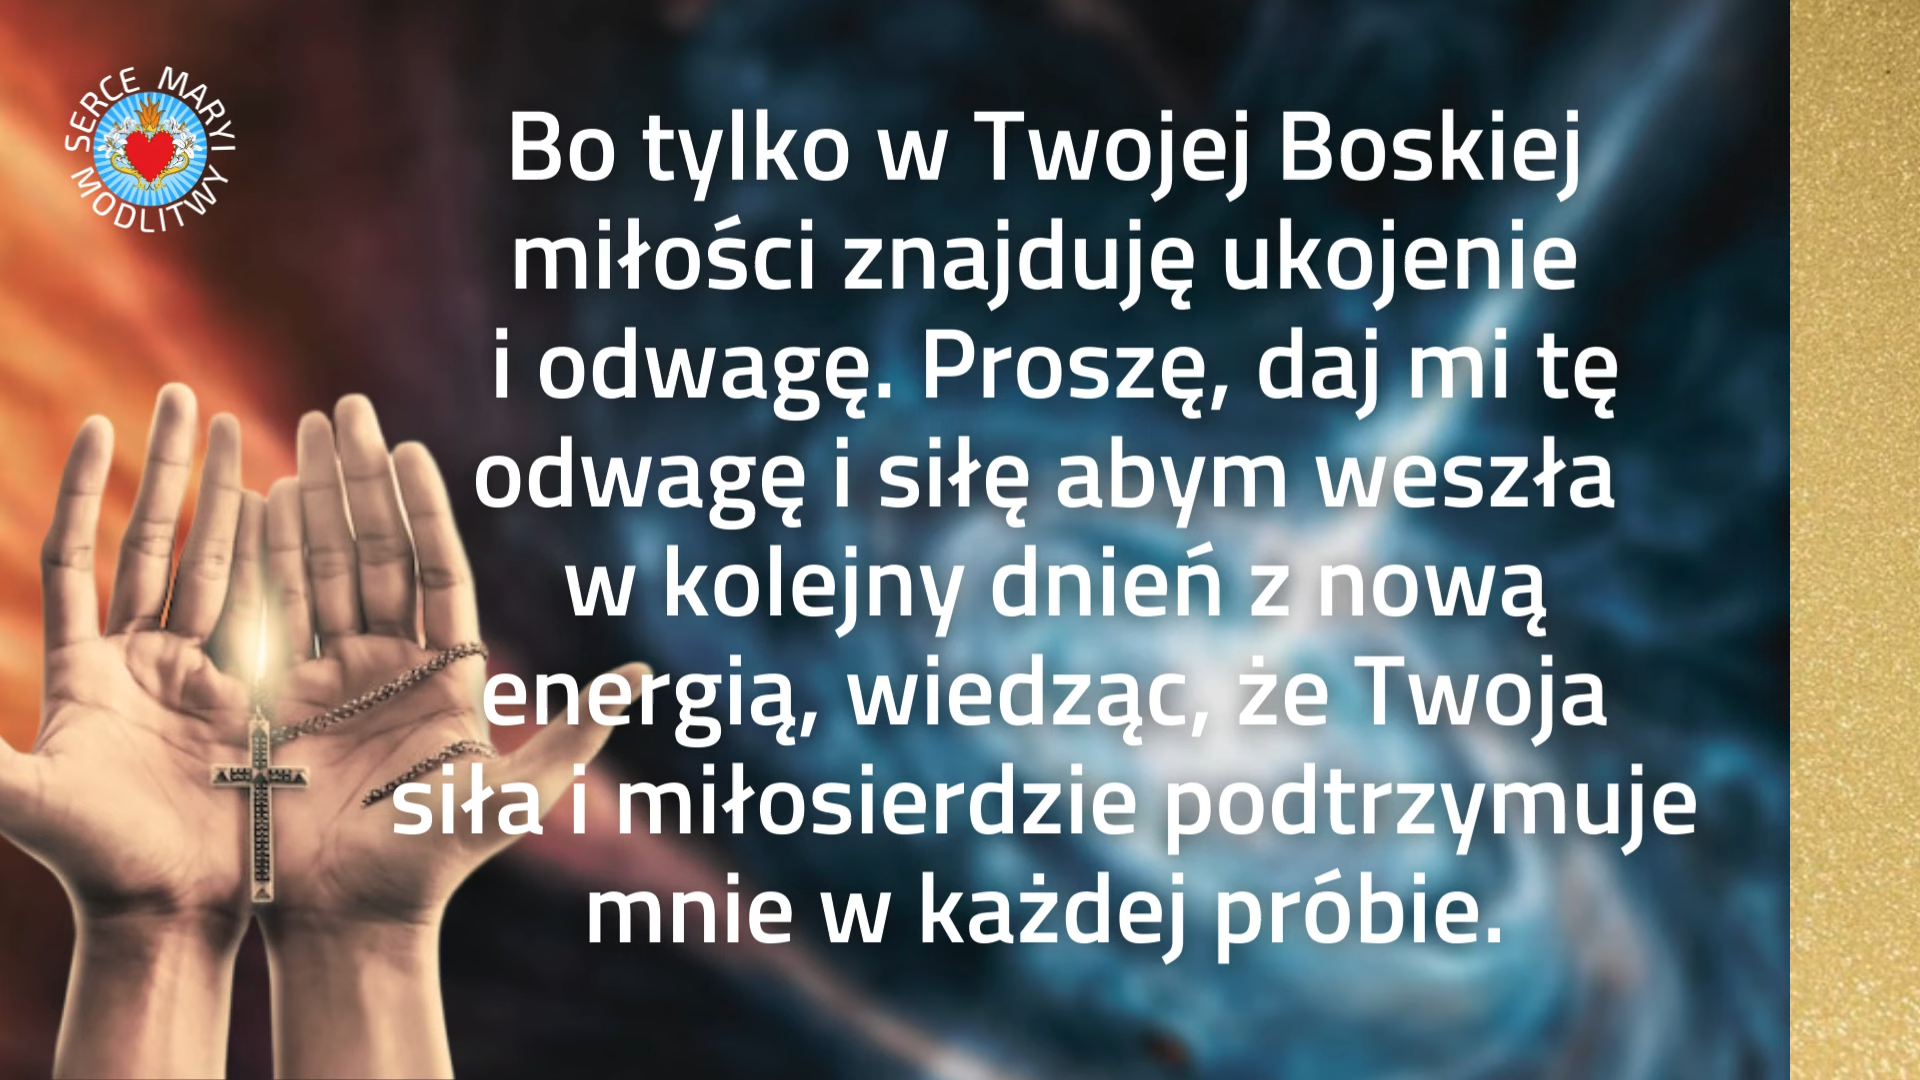 SERCE MARYI
MODLITWY
Bo tylko w Twojej Boskiej
miłości znajduję ukojenie
i odwagę. Proszę, daj mi tę
odwagę i siłę abym weszła
w kolejny dnień z nową
energią, wiedząc, że Twoja
siła i miłosierdzie podtrzymuje
mnie w każdej próbie.